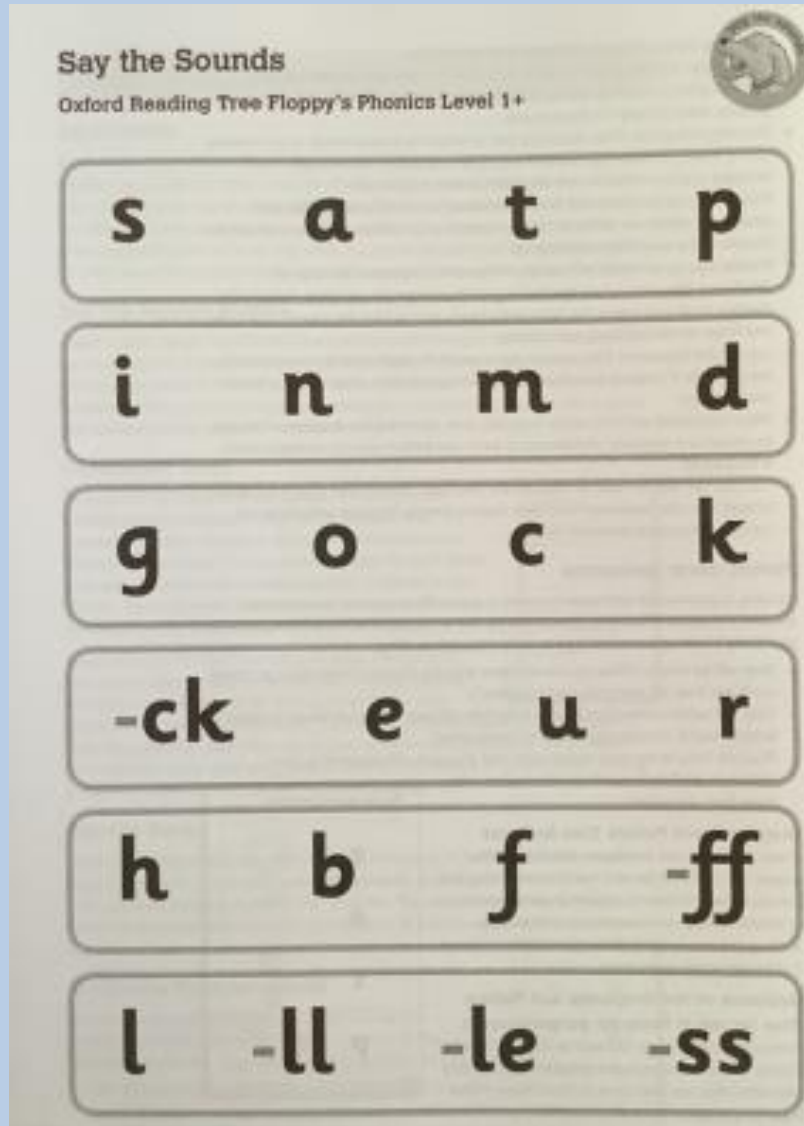 Say the Sounds
Oxford Reading Tree Floppy's Phonics Level 1+
s a t p
i n m d
g o c k
-ck e u r
h b f -ff
l -ll -le -ss